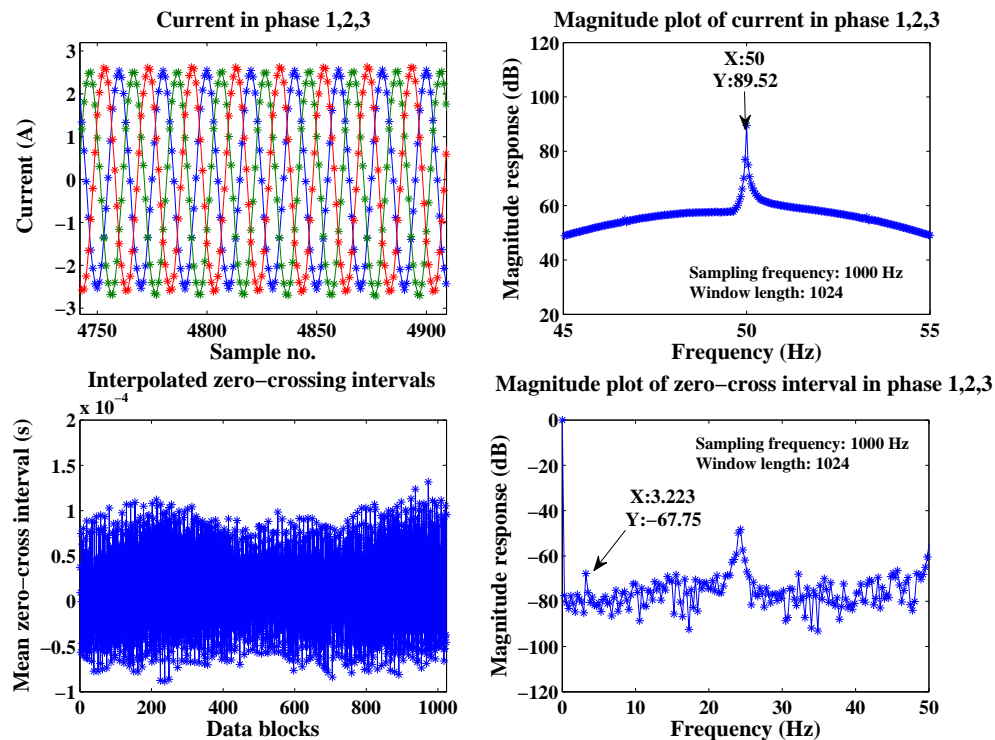 Current in phase 1,2,3
Current (A)
3
2
1
0
−1
−2
−3
4750
4800
4850
4900
Sample no.
Magnitude plot of current in phase 1,2,3
Magnitude response (dB)
120
100
80
60
40
20
X:50
Y:89.52
Sampling frequency: 1000 Hz
Window length: 1024
45
50
55
Frequency (Hz)
Interpolated zero−crossing intervals
x 10−4
Mean zero−cross interval (s)
2
1.5
1
0.5
0
−0.5
−1
0
200
400
600
800
1000
Data blocks
Magnitude plot of zero−cross interval in phase 1,2,3
Magnitude response (dB)
0
−20
−40
−60
−80
−100
−120
Sampling frequency: 1000 Hz
Window length: 1024
X:3.223
Y:−67.75
0
10
20
30
40
50
Frequency (Hz)